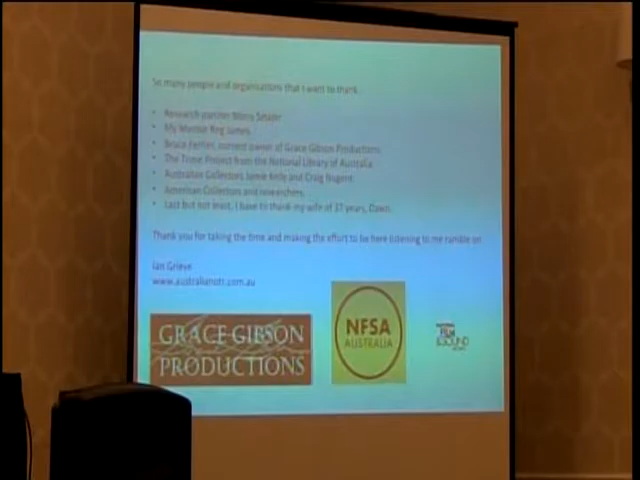 So many people and organisations that I want to thank.
• Research partner Morry
• My Mentor Reg James.
• Bruce Ferrier, current owner of Grace Gibson Productions.
• The Trove Project from the National Library of Australia.
• Australian Collectors Jamie Kelly and Craig Nugent.
• American Collectors and researchers.
• Last but not least, I have to thank my wife of 37 years, Dawn.
Thank you for taking the time and making the effort to be here listening to me ramble on.
Ian Grieve
www.australianotr.com.au
GRACE GIBSON
PRODUCTIONS
NFSA
AUSTRALIA
FILM
&SOUND